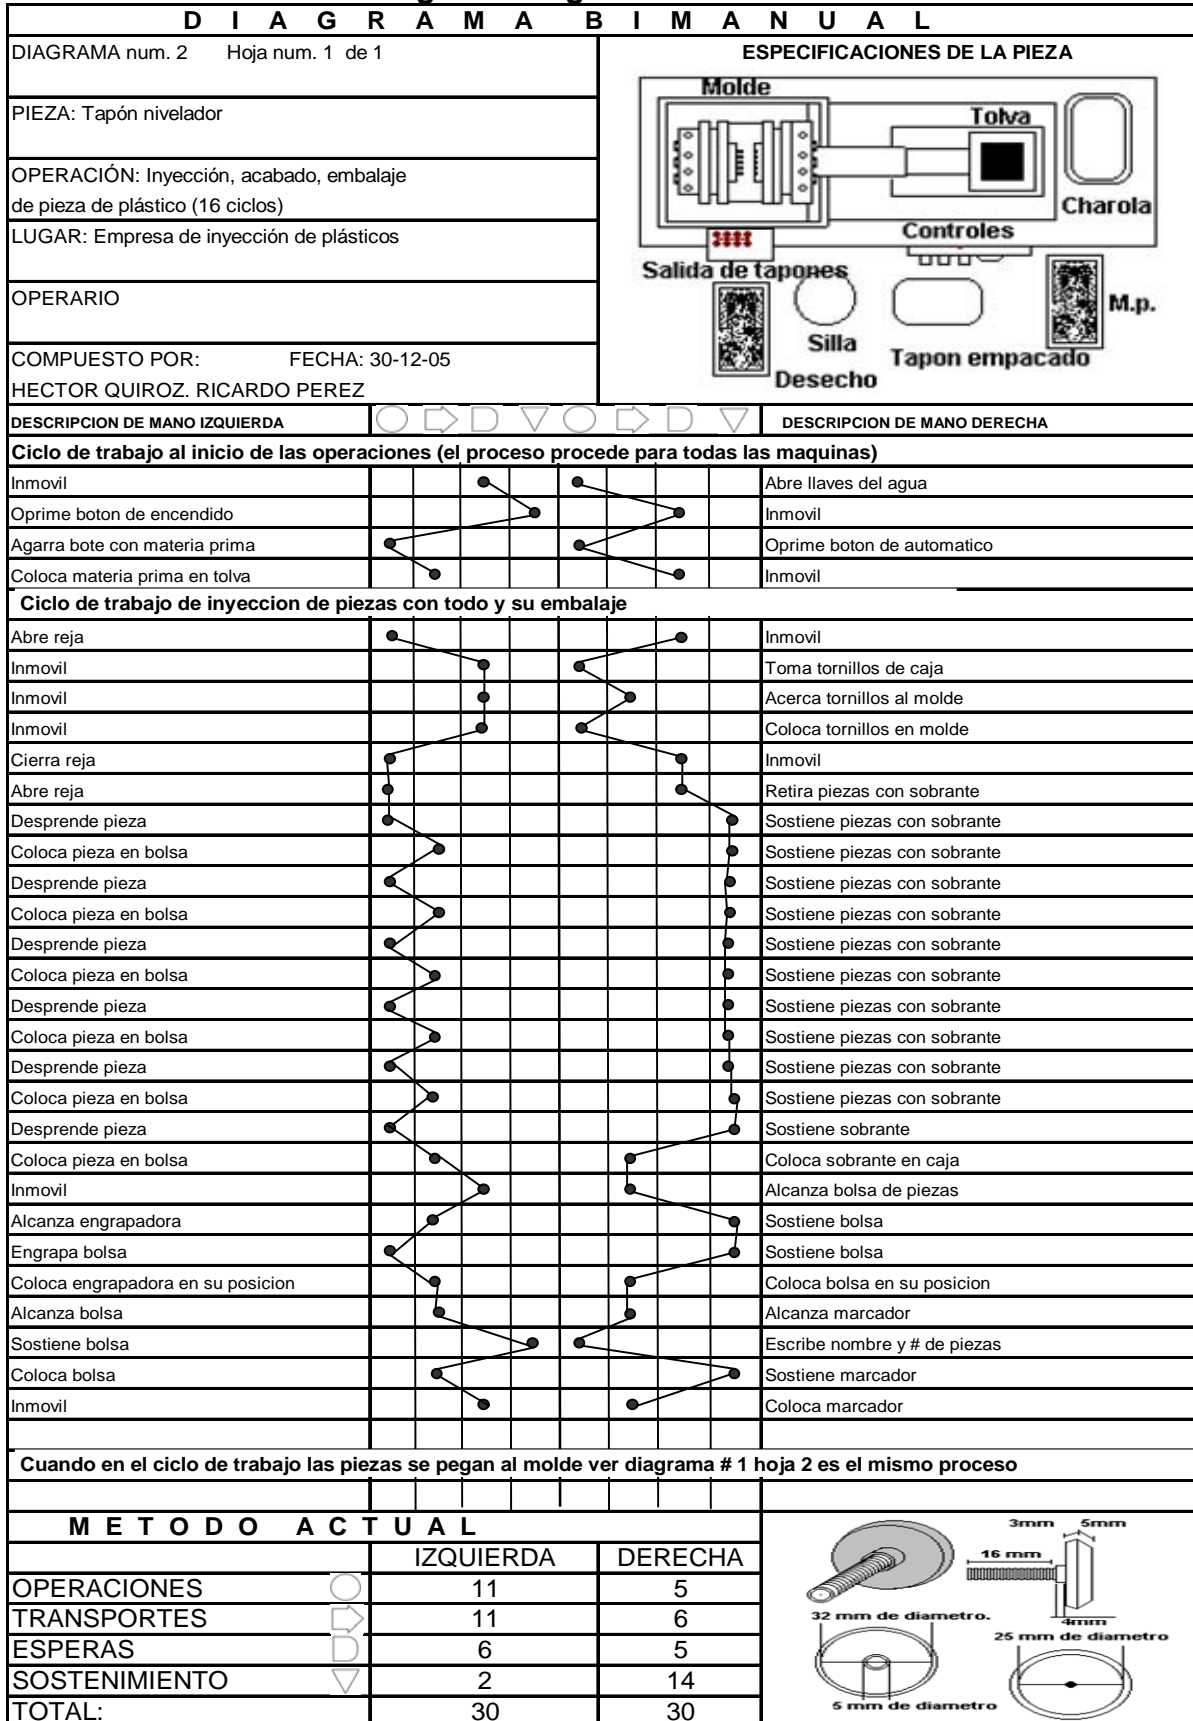 D I A G R A M A B I M A N U A L
DIAGRAMA num. 2 Hoja num. 1 de 1
PIEZA: Tapón nivelador
OPERACIÓN: Inyección, acabado, embalaje
de pieza de plástico (16 ciclos)
LUGAR: Empresa de inyección de plásticos
OPERARIO
COMPUESTO POR: FECHA: 30-12-05
HECTOR QUIROZ. RICARDO PEREZ
ESPECIFICACIONES DE LA PIEZA
Molde
Tolva
Charola
Controles
Salida de tapones
M.p.
Silla
Tapon empacado
Desecho
DESCRIPCION DE MANO IZQUIERDA DESCRIPCION DE MANO DERECHA
Ciclo de trabajo al inicio de las operaciones (el proceso procede para todas las maquinas)
Inmovil Abre llaves del agua
Oprime boton de encendido Inmovil
Agarra bote con materia prima Oprime boton de automatico
Coloca materia prima en tolva Inmovil
Ciclo de trabajo de inyeccion de piezas con todo y su embalaje
Abre reja Inmovil
Inmovil Toma tornillos de caja
Inmovil Acerca tornillos al molde
Inmovil Coloca tornillos en molde
Cierra reja Inmovil
Abre reja Retira piezas con sobrante
Desprende pieza Sostiene piezas con sobrante
Coloca pieza en bolsa Sostiene piezas con sobrante
Desprende pieza Sostiene piezas con sobrante
Coloca pieza en bolsa Sostiene piezas con sobrante
Desprende pieza Sostiene piezas con sobrante
Coloca pieza en bolsa Sostiene piezas con sobrante
Desprende pieza Sostiene piezas con sobrante
Coloca pieza en bolsa Sostiene piezas con sobrante
Desprende pieza Sostiene piezas con sobrante
Coloca pieza en bolsa Sostiene piezas con sobrante
Desprende pieza Sostiene sobrante
Coloca pieza en bolsa Coloca sobrante en caja
Inmovil Alcanza bolsa de piezas
Alcanza engrapadora Sostiene bolsa
Engrapa bolsa Sostiene bolsa
Coloca engrapadora en su posicion Coloca bolsa en su posicion
Alcanza bolsa Alcanza marcador
Sostiene bolsa Escribe nombre y # de piezas
Coloca bolsa Sostiene marcador
Inmovil Coloca marcador
Cuando en el ciclo de trabajo las piezas se pegan al molde ver diagrama # 1 hoja 2 es el mismo proceso
M E T O D O A C T U A L
IZQUIERDA DERECHA
OPERACIONES 11 5
TRANSPORTES 11 6
ESPERAS 6 5
SOSTENIMIENTO 2 14
TOTAL: 30 30
3mm 5mm
16 mm
32 mm de diametro.
4mm
25 mm de diametro
5 mm de diametro